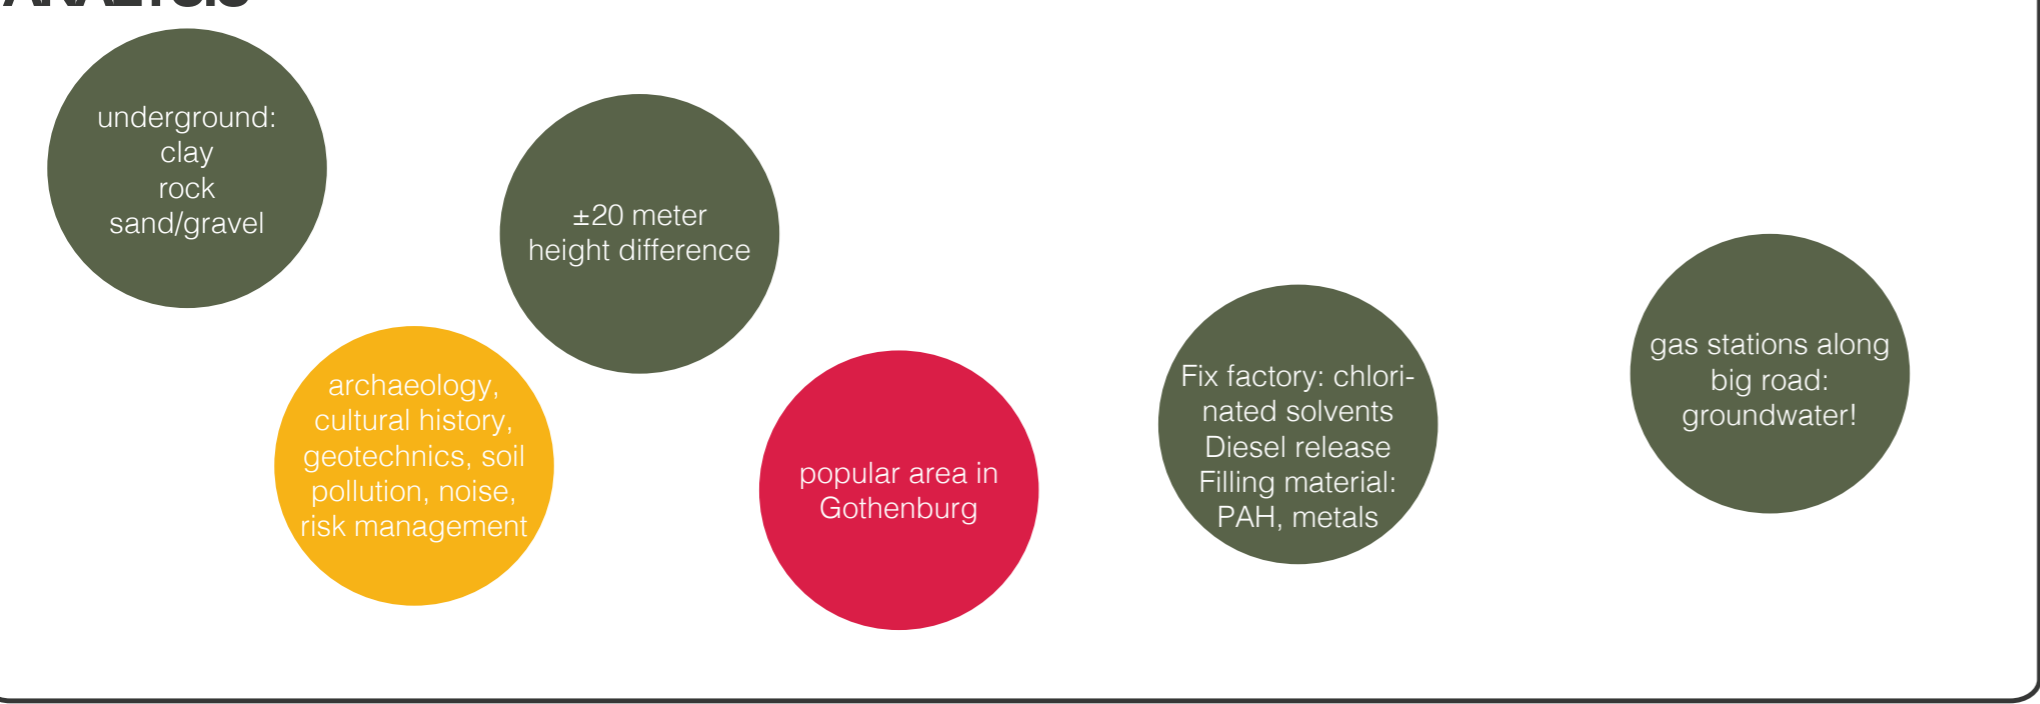 ANALYSIS
underground:
clay
rock
sand/gravel
±20 meter
height difference
archaeology,
cultural history,
geotechnics, soil
pollution, noise,
risk management
popular area in
Gothenburg
Fix factory: chlori-
nated solvents
Diesel release
Filling material:
PAH, metals
gas stations along
big road:
groundwater!